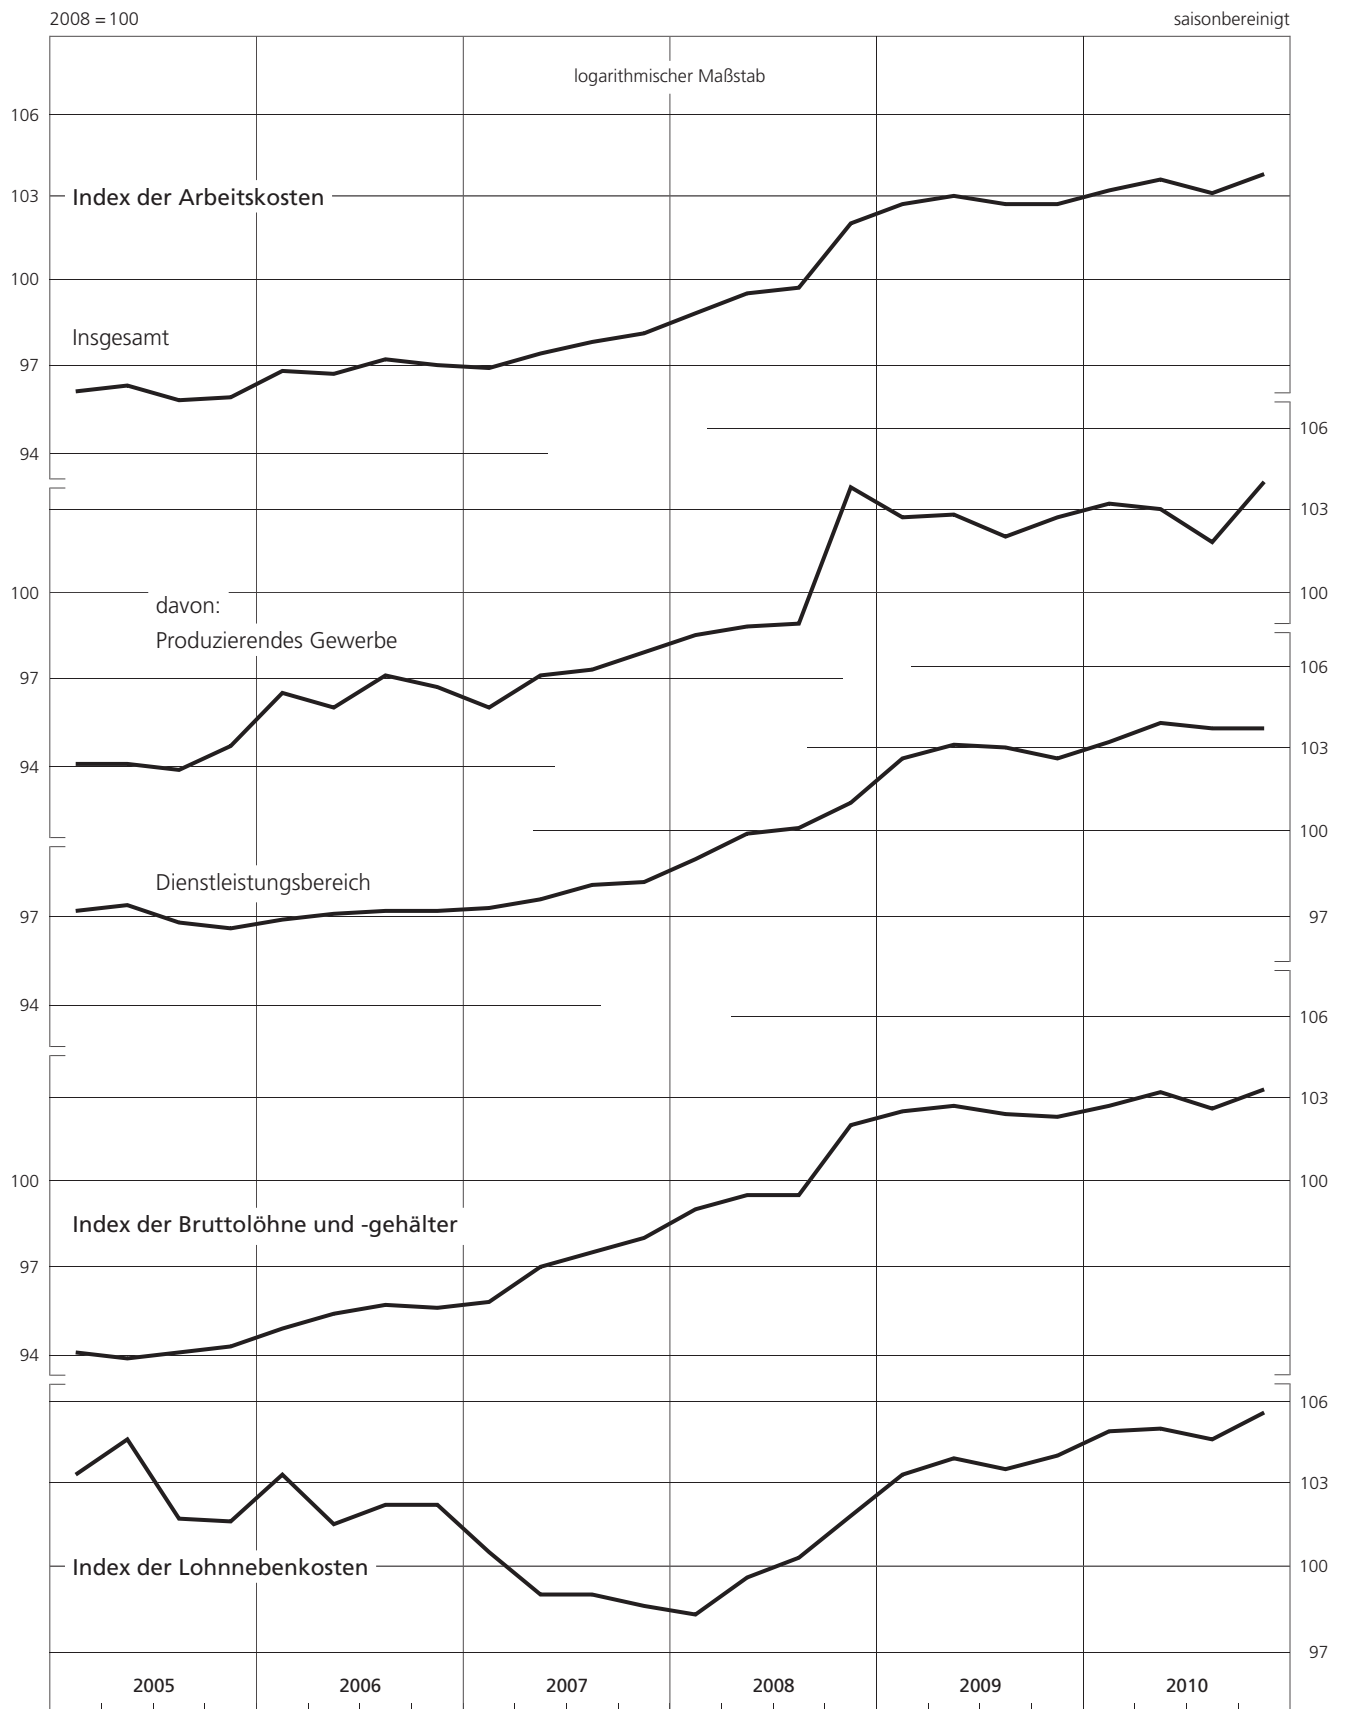 2008 = 100
saisonbereinigt
logarithmischer Maßstab
106
103
Index der Arbeitskosten
100
Insgesamt
97
106
94
103
100
100
davon:
Produzierendes Gewerbe
97
106
103
94
100
Dienstleistungsbereich
97
97
94
106
103
100
100
Index der Bruttolöhne und -gehälter
97
94
106
103
Index der Lohnnebenkosten
100
97
2005 2006 2007 2008 2009 2010